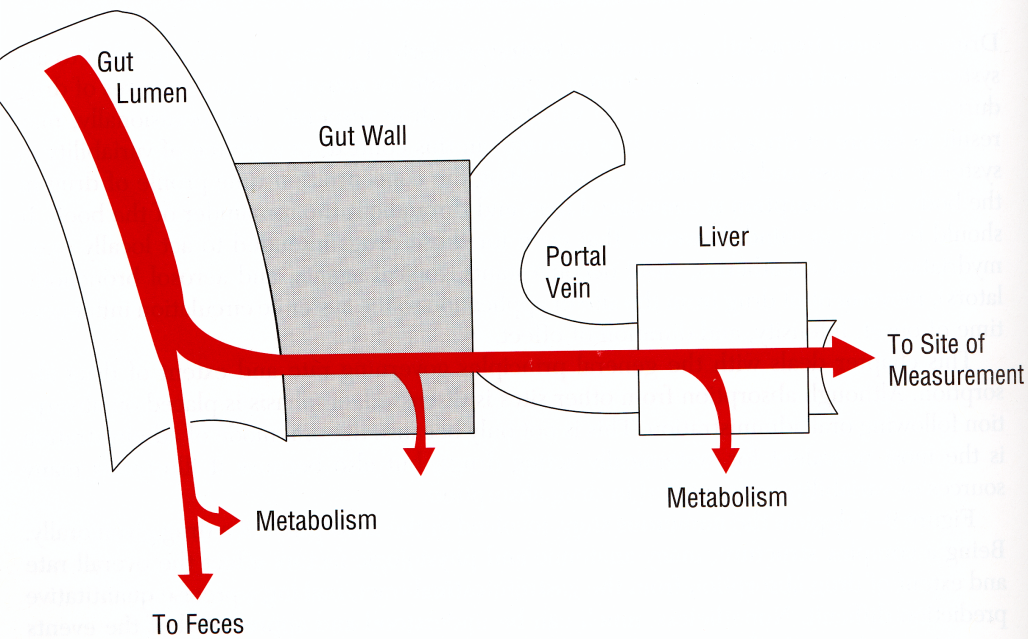 Gut
Lumen
Gut Wall
Portal
Vein
Liver
To Site of
Measurement
Metabolism
Metabolism
To Feces